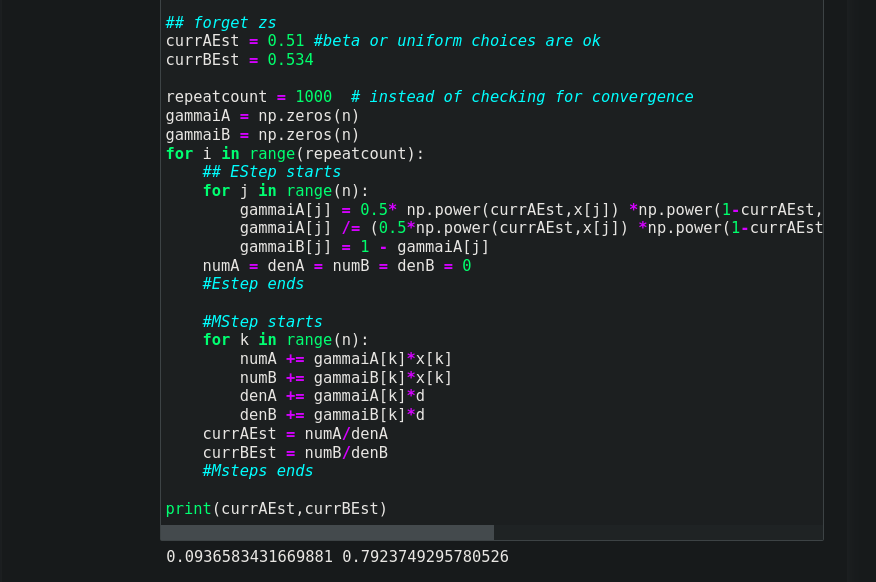 ## forget zs
currAEst = 0.51 #beta or uniform choices are ok
currBEst = 0.534
repeatcount = 1000  # instead of checking for convergence
gammaiA = np.zeros(n)
gammaiB = np.zeros(n)
for i in range(repeatcount):
    ## EStep starts
    for j in range(n):
        gammaiA[j] = 0.5* np.power(currAEst,x[j]) *np.power(1-currAEst,
        gammaiA[j] /= (0.5*np.power(currAEst,x[j]) *np.power(1-currAEst
        gammaiB[j] = 1 - gammaiA[j]
    numA = denA = numB = denB = 0
    #Estep ends
    #MStep starts
    for k in range(n):
        numA += gammaiA[k]*x[k]
        numB += gammaiB[k]*x[k]
        denA += gammaiA[k]*d
        denB += gammaiB[k]*d
    currAEst = numA/denA
    currBEst = numB/denB
    #Msteps ends
print(currAEst,currBEst)
0.0936583431669881 0.7923749295780526